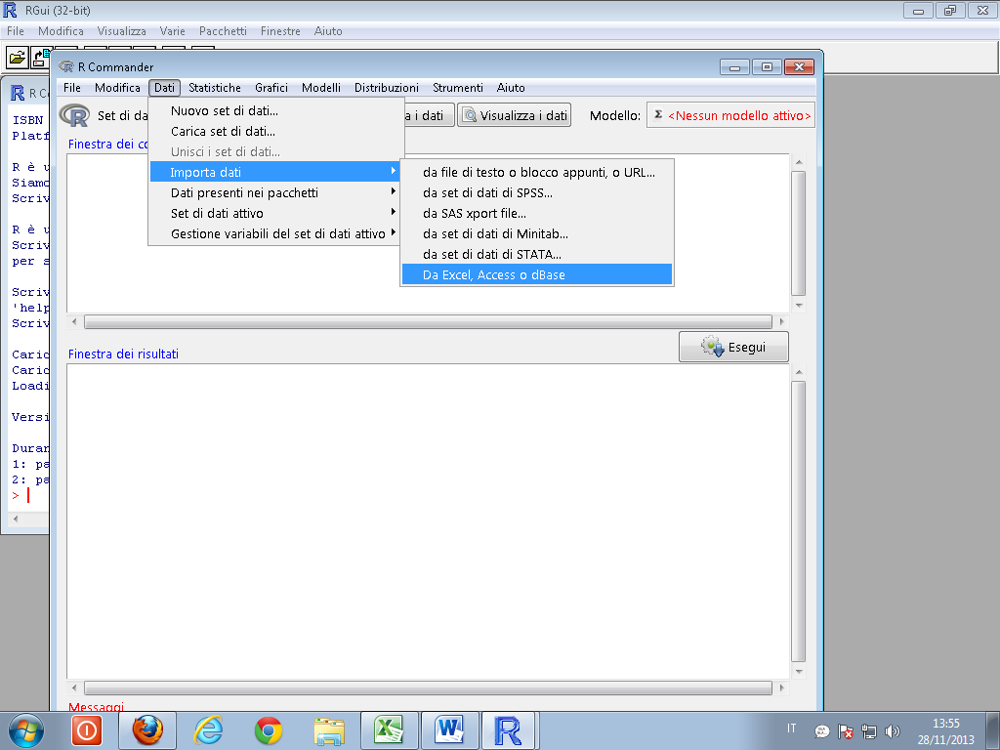 RGui (32-bit)
File Modifica Visualizza Varie Pacchetti Finestre Aiuto
R Commander
File Modifica Dati Statistiche Grafici Modelli Distribuzioni Strumenti Aiuto
Set di da
a i dati
Visualizza i dati
Modello:
Σ <Nessun modello attivo>
Nuovo set di dati...
Carica set di dati...
Unisci i set di dati...
Importa dati
Dati presenti nei pacchetti
Set di dati attivo
Gestione variabili del set di dati attivo
da file di testo o blocco appunti, o URL...
da set di dati di SPSS...
da SAS xport file...
da set di dati di Minitab...
da set di dati di STATA...
Da Excel, Access o dBase
Finestra dei co
Esegui
Finestra dei risultati
Messaggi
R Co
ISBN
Platf
R è u
Siamo
Scriv
R è u
Scriv
per s
Scriv
'help
Scriv
Caric
Caric
Loadi
Versi
Duran
1: pa
2: pa
>
IT
13:55
28/11/2013